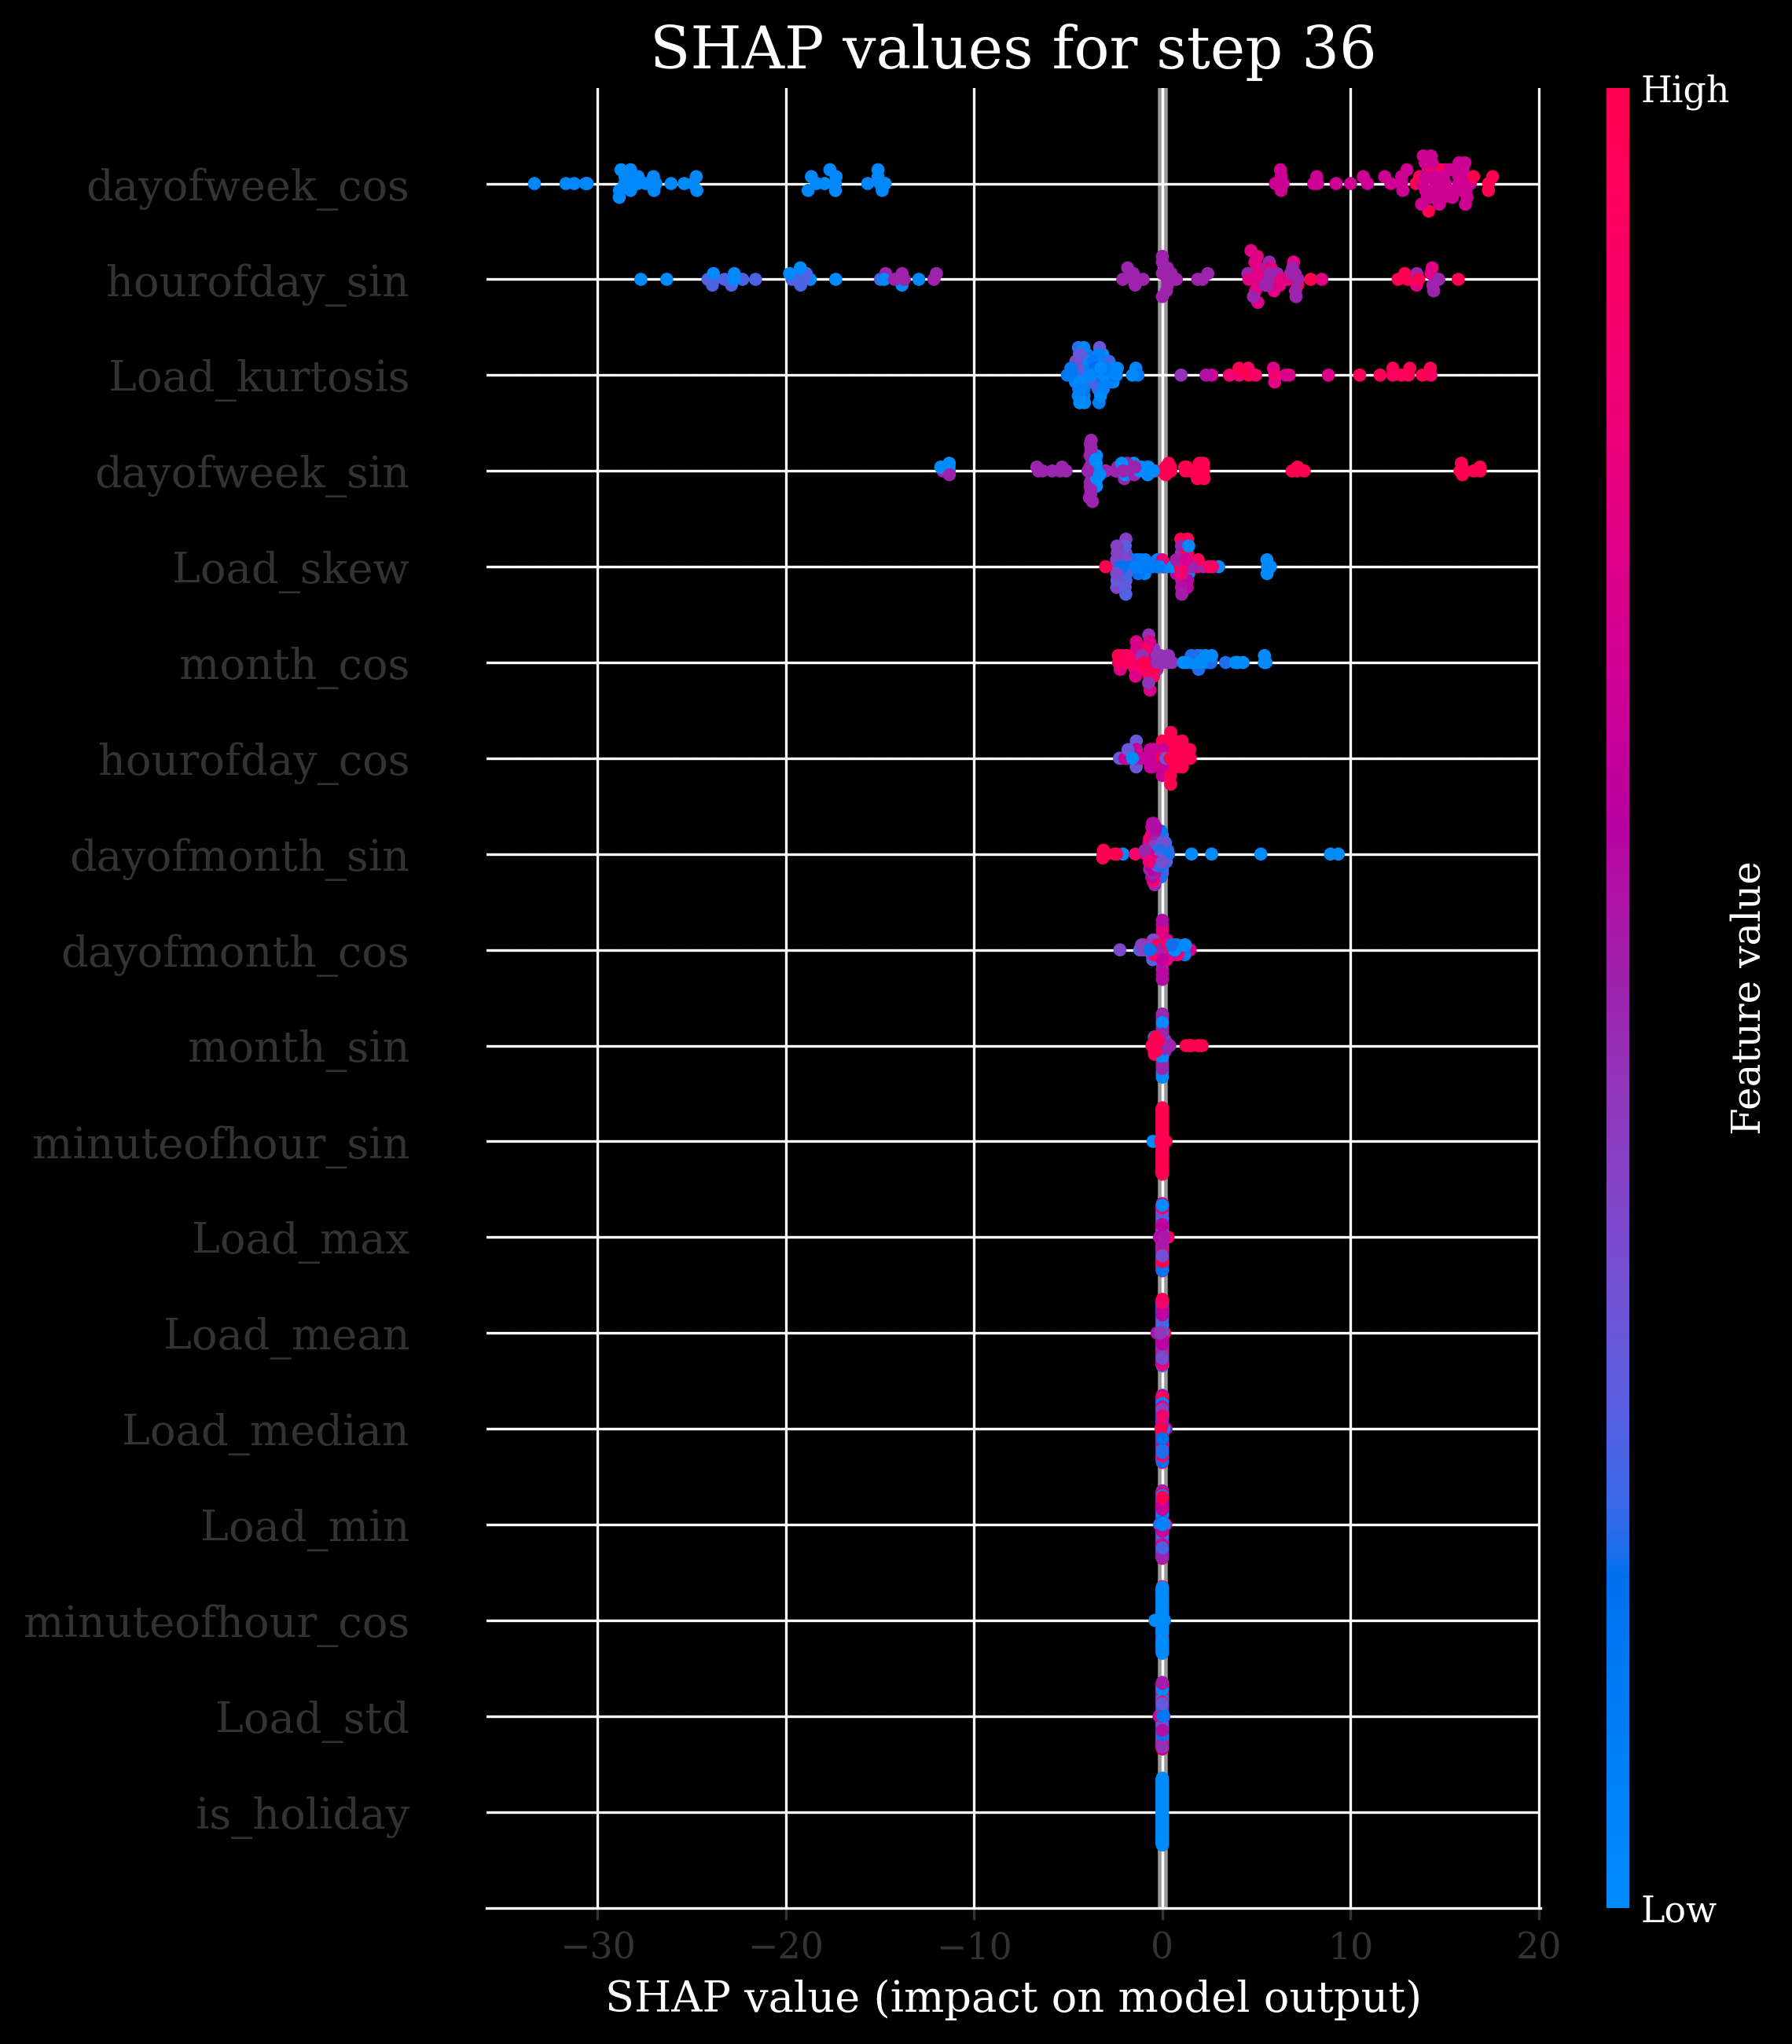 SHAP values for step 36
High
dayofweek_cos
hourofday_sin
Load_kurtosis
dayofweek_sin
Load_skew
month_cos
hourofday_cos
dayofmonth_sin
dayofmonth_cos
month_sin
minuteofhour_sin
Load_max
Load_mean
Load_median
Load_min
minuteofhour_cos
Load_std
is_holiday
Feature value
Low
−30 −20 −10 0 10 20
SHAP value (impact on model output)